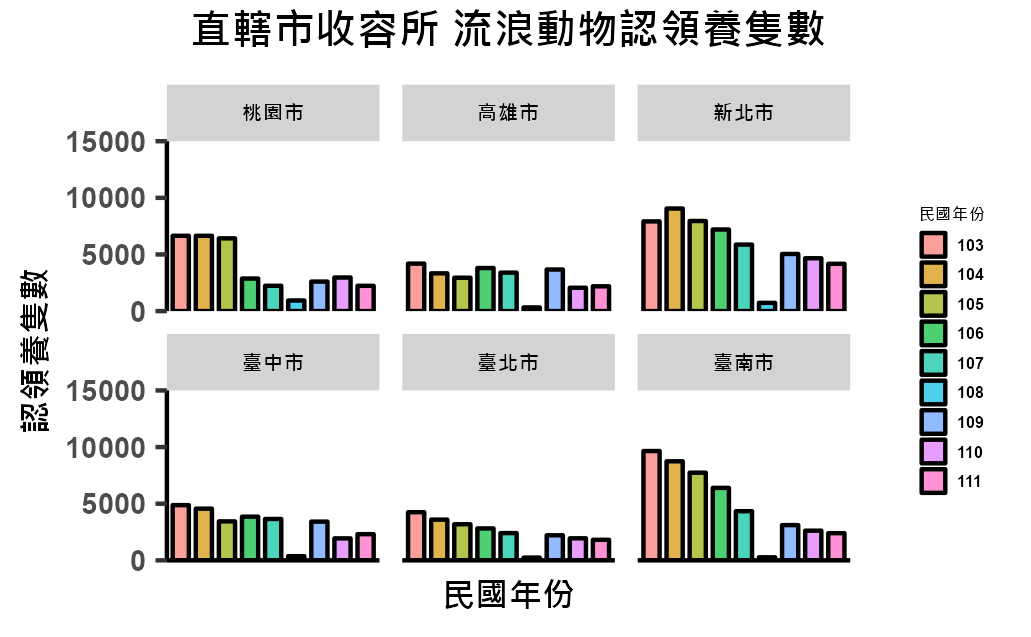 直轄市收容所 流浪動物認領養隻數
桃園市 高雄市 新北市
15000
10000
5000
0
臺中市 臺北市 臺南市
15000
10000
5000
0
認領養隻數
民國年份
民國年份
103
104
105
106
107
108
109
110
111